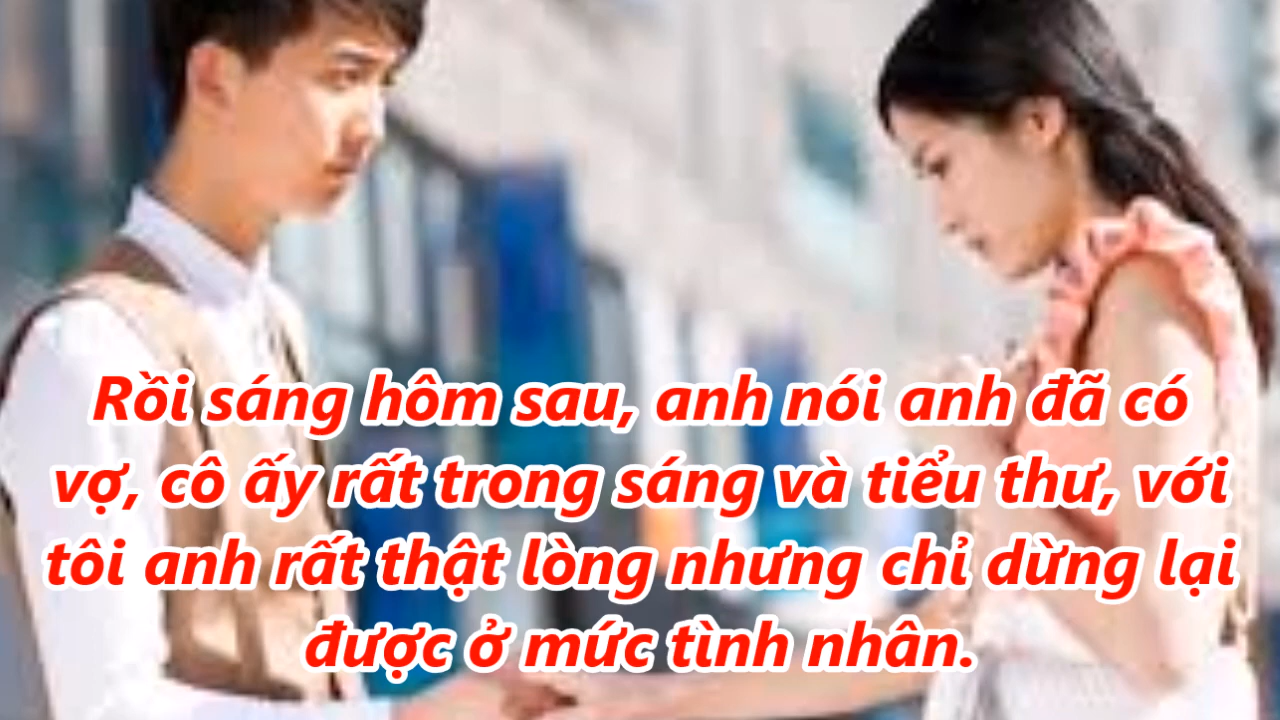 Rồi sáng hôm sau, anh nói anh đã có
vợ, cô ấy rất trong sáng và tiểu thư, với
tôi anh rất thật lòng nhưng chỉ dừng lại
được ở mức tình nhân.